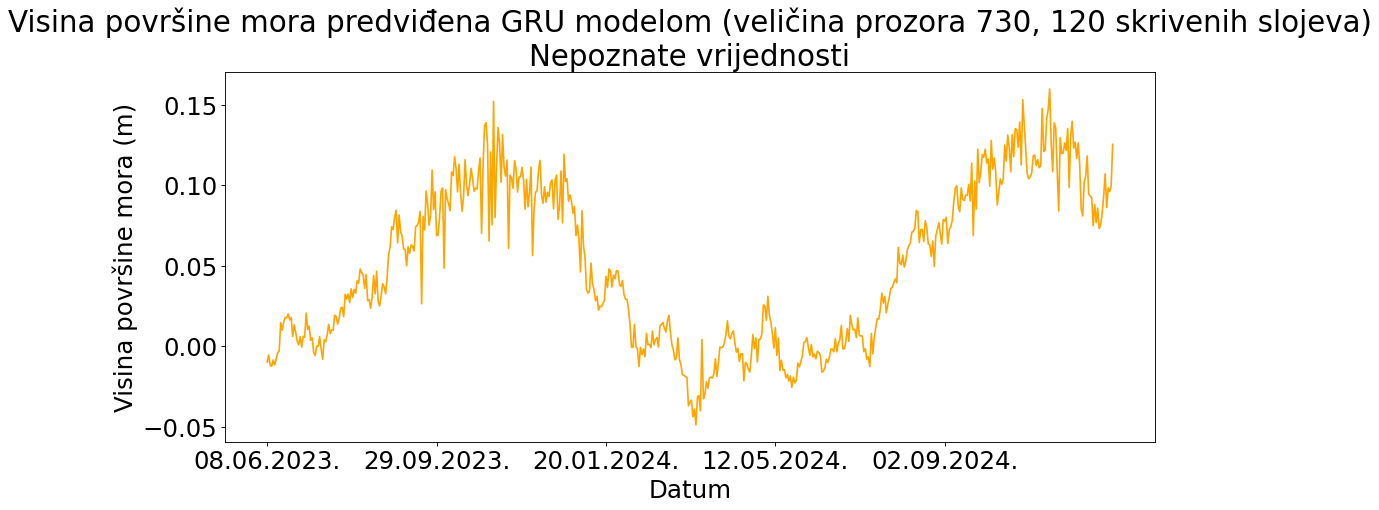 Visina površine mora predviđena GRU modelom (veličina prozora 730, 120 skrivenih slojeva)
Nepoznate vrijednosti
Visina površine mora (m)
0.15
0.10
0.05
0.00
−0.05
08.06.2023. 29.09.2023. 20.01.2024. 12.05.2024. 02.09.2024.
Datum